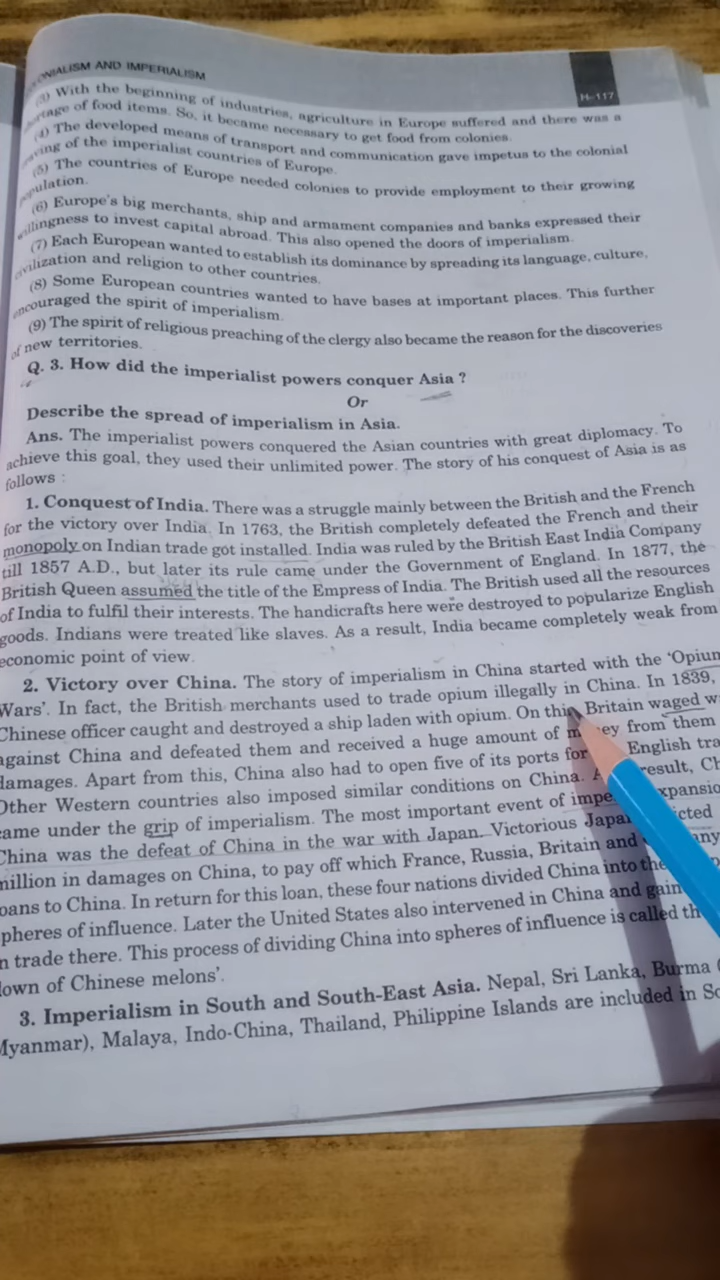 ONIALISM AND IMPERIALISM
H-117
(3) With the beginning of industries, agriculture in Europe suffered and there was a
of food items. So, it became necessary to get food from colonies.
(4) The developed means of transport and communication gave impetus to the colonial
of the imperialist countries of Europe.
(5) The countries of Europe needed colonies to provide employment to their growing
opulation.
(6) Europe's big merchants, ship and armament companies and banks expressed their
willingness to invest capital abroad. This also opened the doors of imperialism.
(7) Each European wanted to establish its dominance by spreading its language, culture,
civilization and religion to other countries.
(8) Some European countries wanted to have bases at important places. This further
encouraged the spirit of imperialism.
(9) The spirit of religious preaching of the clergy also became the reason for the discoveries
of new territories.
Q. 3. How did the imperialist powers conquer Asia ?
Or
Describe the spread of imperialism in Asia.
Ans. The imperialist powers conquered the Asian countries with great diplomacy. To
achieve this goal, they used their unlimited power. The story of his conquest of Asia is as
follows :
1. Conquest of India. There was a struggle mainly between the British and the French
for the victory over India. In 1763, the British completely defeated the French and their
monopoly on Indian trade got installed. India was ruled by the British East India Company
till 1857 A.D., but later its rule came under the Government of England. In 1877, the
British Queen assumed the title of the Empress of India. The British used all the resources
of India to fulfil their interests. The handicrafts here were destroyed to popularize English
goods. Indians were treated like slaves. As a result, India became completely weak from
economic point of view.
2. Victory over China. The story of imperialism in China started with the 'Opium
Wars'. In fact, the British merchants used to trade opium illegally in China. In 1839,
Chinese officer caught and destroyed a ship laden with opium. On this Britain waged w
against China and defeated them and received a huge amount of money from them
damages. Apart from this, China also had to open five of its ports for English tra
Other Western countries also imposed similar conditions on China. A result, Ch
ame under the grip of imperialism. The most important event of impe xpansio
China was the defeat of China in the war with Japan. Victorious Japan icted
million in damages on China, to pay off which France, Russia, Britain and any
oans to China. In return for this loan, these four nations divided China into the
pheres of influence. Later the United States also intervened in China and gain
n trade there. This process of dividing China into spheres of influence is called th
down of Chinese melons'.
3. Imperialism in South and South-East Asia. Nepal, Sri Lanka, Burma (
Myanmar), Malaya, Indo-China, Thailand, Philippine Islands are included in So